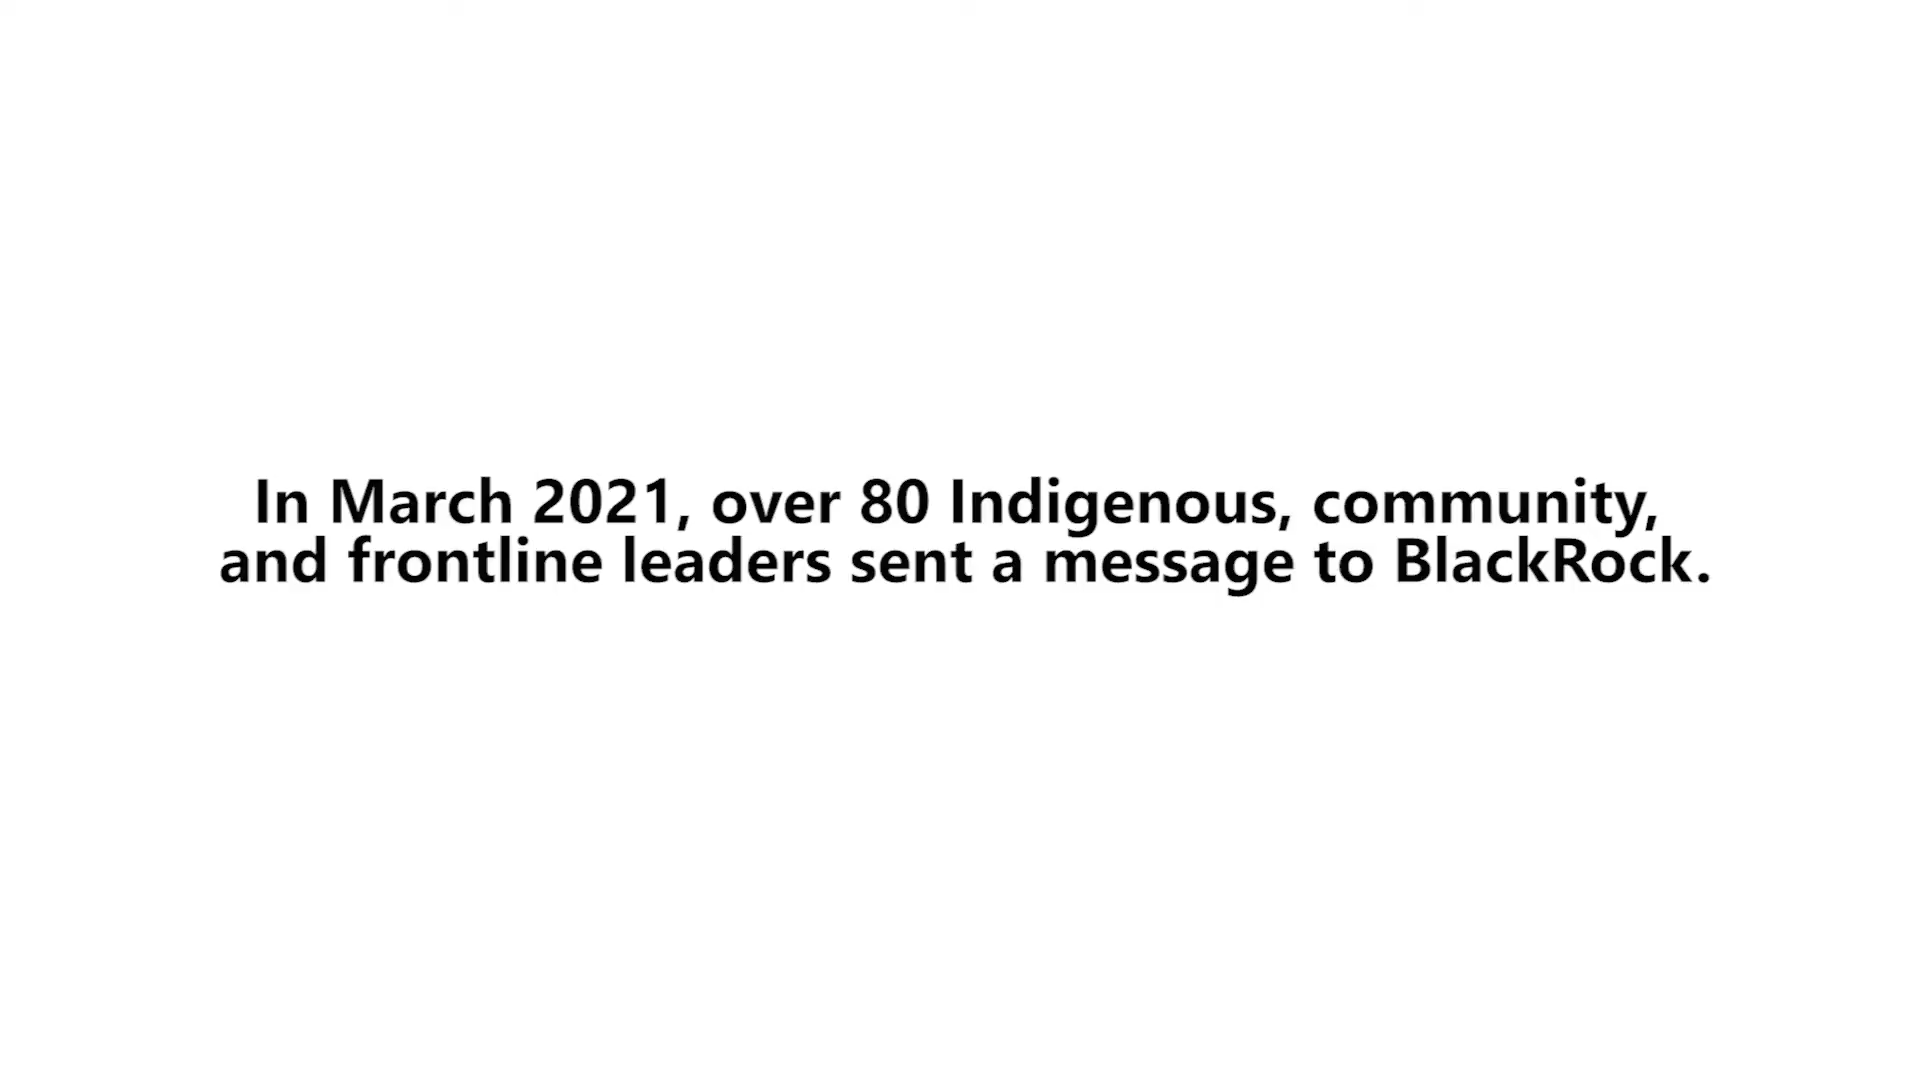 In March 2021, over 80 Indigenous, community,
and frontline leaders sent a message to BlackRock.